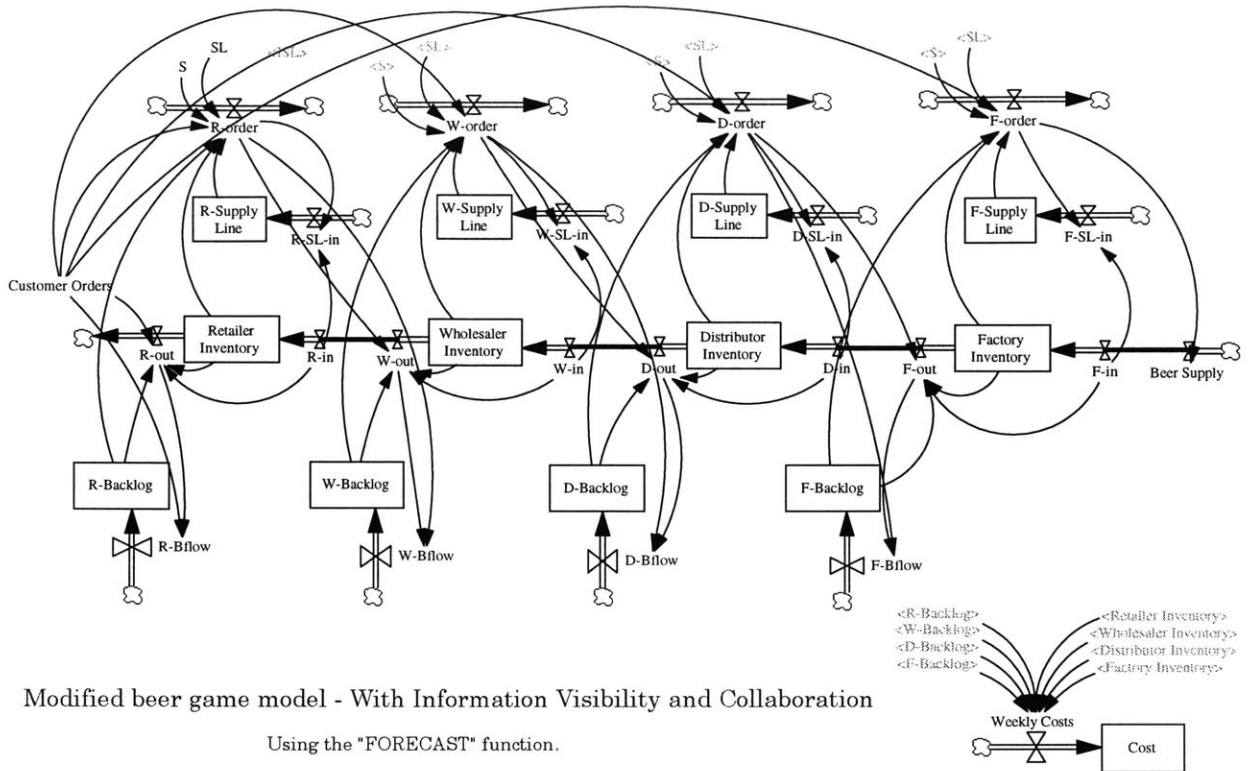 SL
<SL>
<SL>
<SL>
S
<S>
<S>
<S>
R-order
W-order
D-order
F-order
R-Supply
Line
W-Supply
Line
D-Supply
Line
F-Supply
Line
R-SL-in
W-SL-in
D-SL-in
F-SL-in
Customer Orders
Retailer
Inventory
Wholesaler
Inventory
Distributor
Inventory
Factory
Inventory
R-out
R-in
W-out
W-in
D-out
D-in
F-out
F-in
Beer Supply
R-Backlog
W-Backlog
D-Backlog
F-Backlog
R-Bflow
W-Bflow
D-Bflow
F-Bflow
<R-Backlog>
<W-Backlog>
<D-Backlog>
<F-Backlog>
<Retailer Inventory>
<Wholesaler Inventory>
<Distributor Inventory>
<Factory Inventory>
Weekly Costs
Cost
Modified beer game model - With Information Visibility and Collaboration
Using the "FORECAST" function.